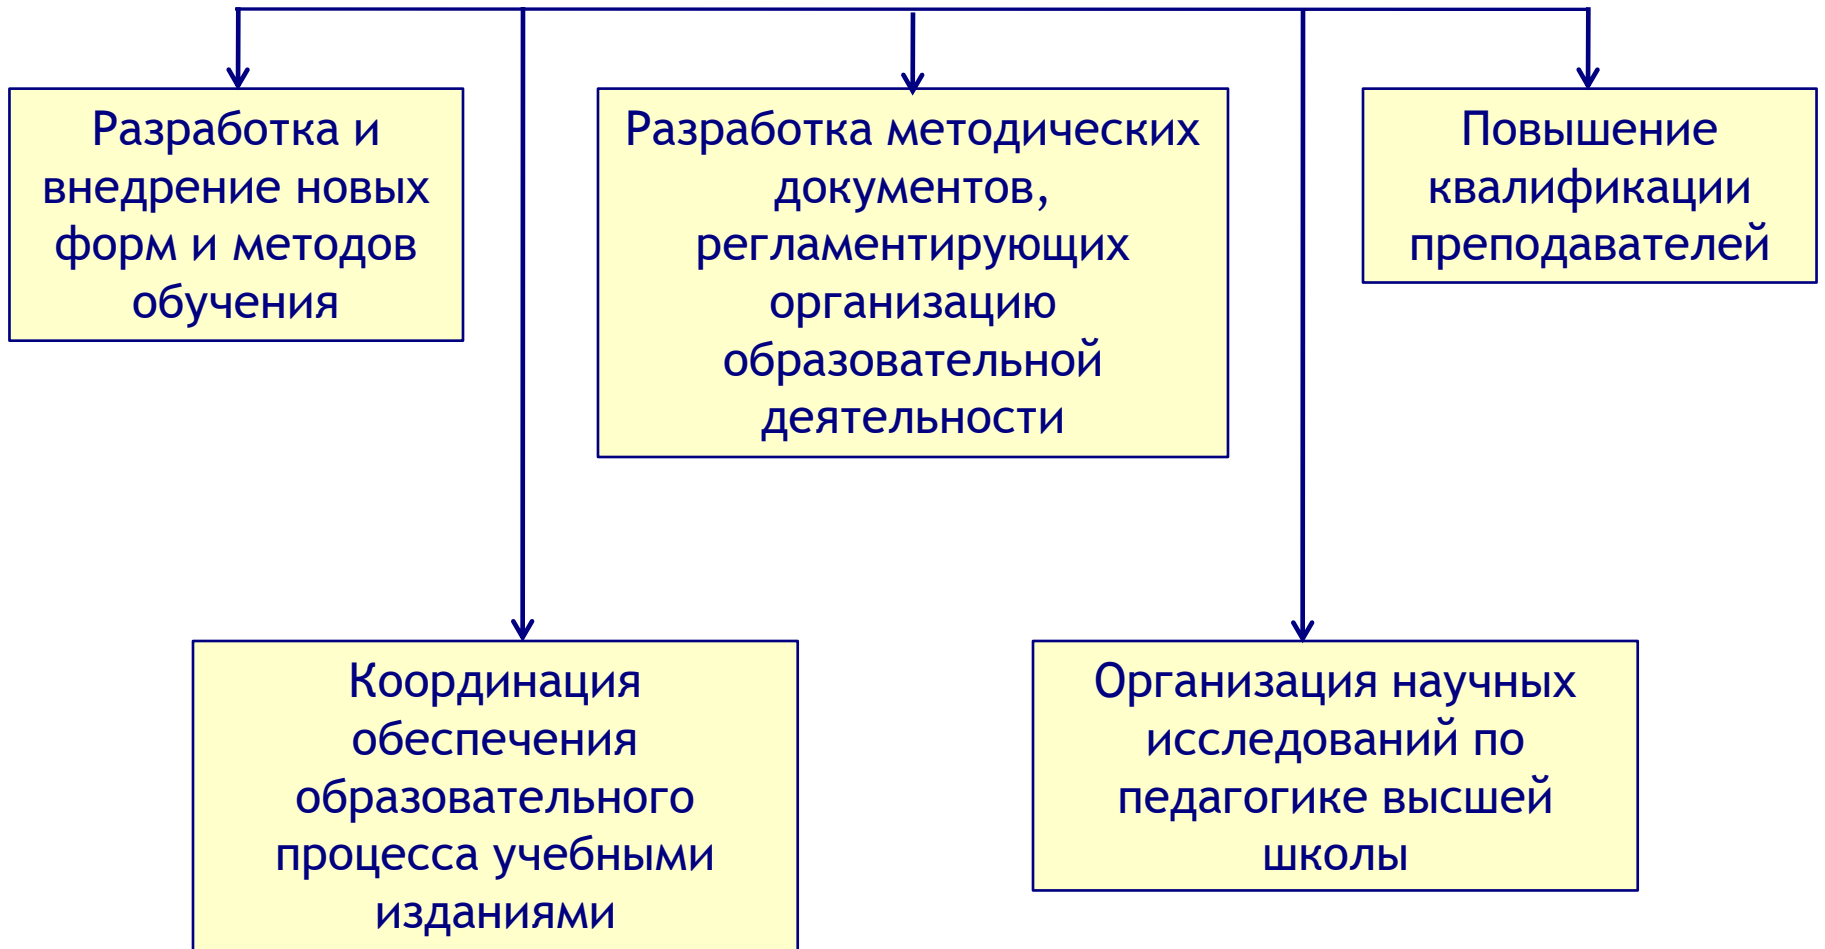 Разработка и
внедрение новых
форм и методов
обучения
Разработка методических
документов,
регламентирующих
организацию
образовательной
деятельности
Повышение
квалификации
преподавателей
Координация
обеспечения
образовательного
процесса учебными
изданиями
Организация научных
исследований по
педагогике высшей
школы